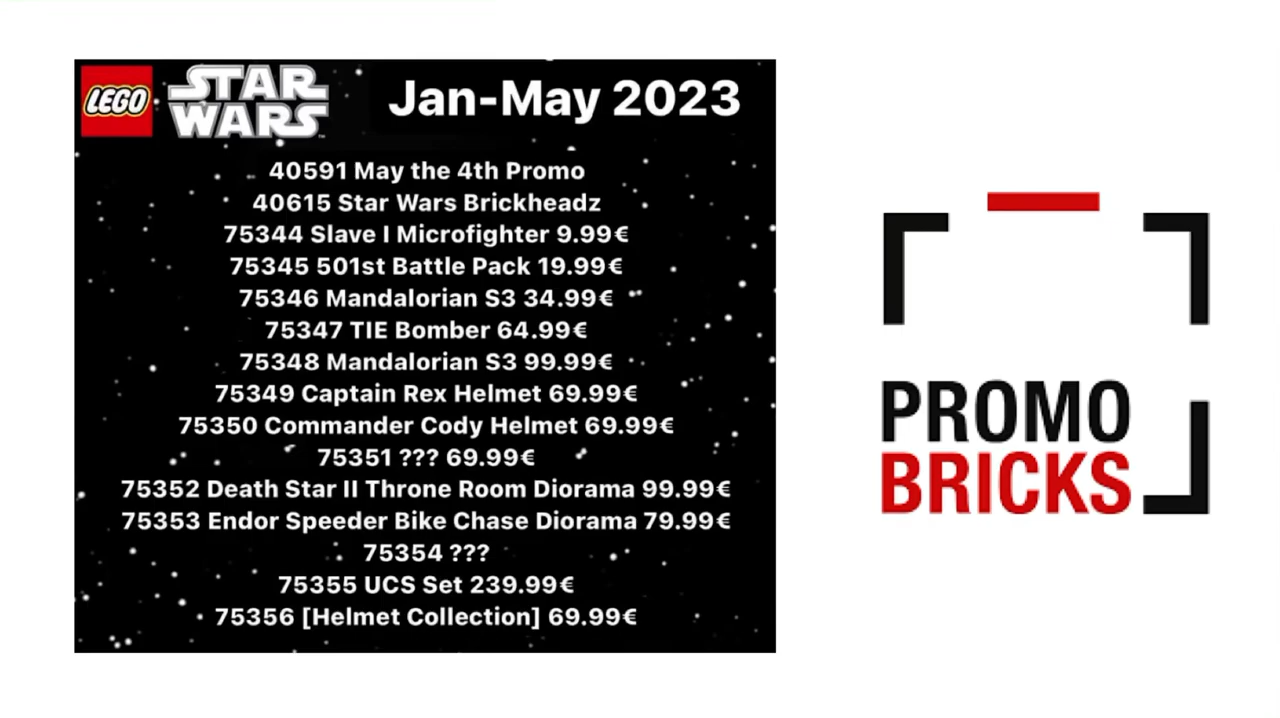 LEGO
STAR
WARS
Jan-May 2023
40591 May the 4th Promo
40615 Star Wars Brickheadz
75344 Slave I Microfighter 9.99€
75345 501st Battle Pack 19.99€
75346 Mandalorian S3 34.99€
75347 TIE Bomber 64.99€
75348 Mandalorian S3 99.99€
75349 Captain Rex Helmet 69.99€
75350 Commander Cody Helmet 69.99€
75351 ??? 69.99€
75352 Death Star II Throne Room Diorama 99.99€
75353 Endor Speeder Bike Chase Diorama 79.99€
75354 ???
75355 UCS Set 239.99€
75356 [Helmet Collection] 69.99€
PROMO
BRICKS